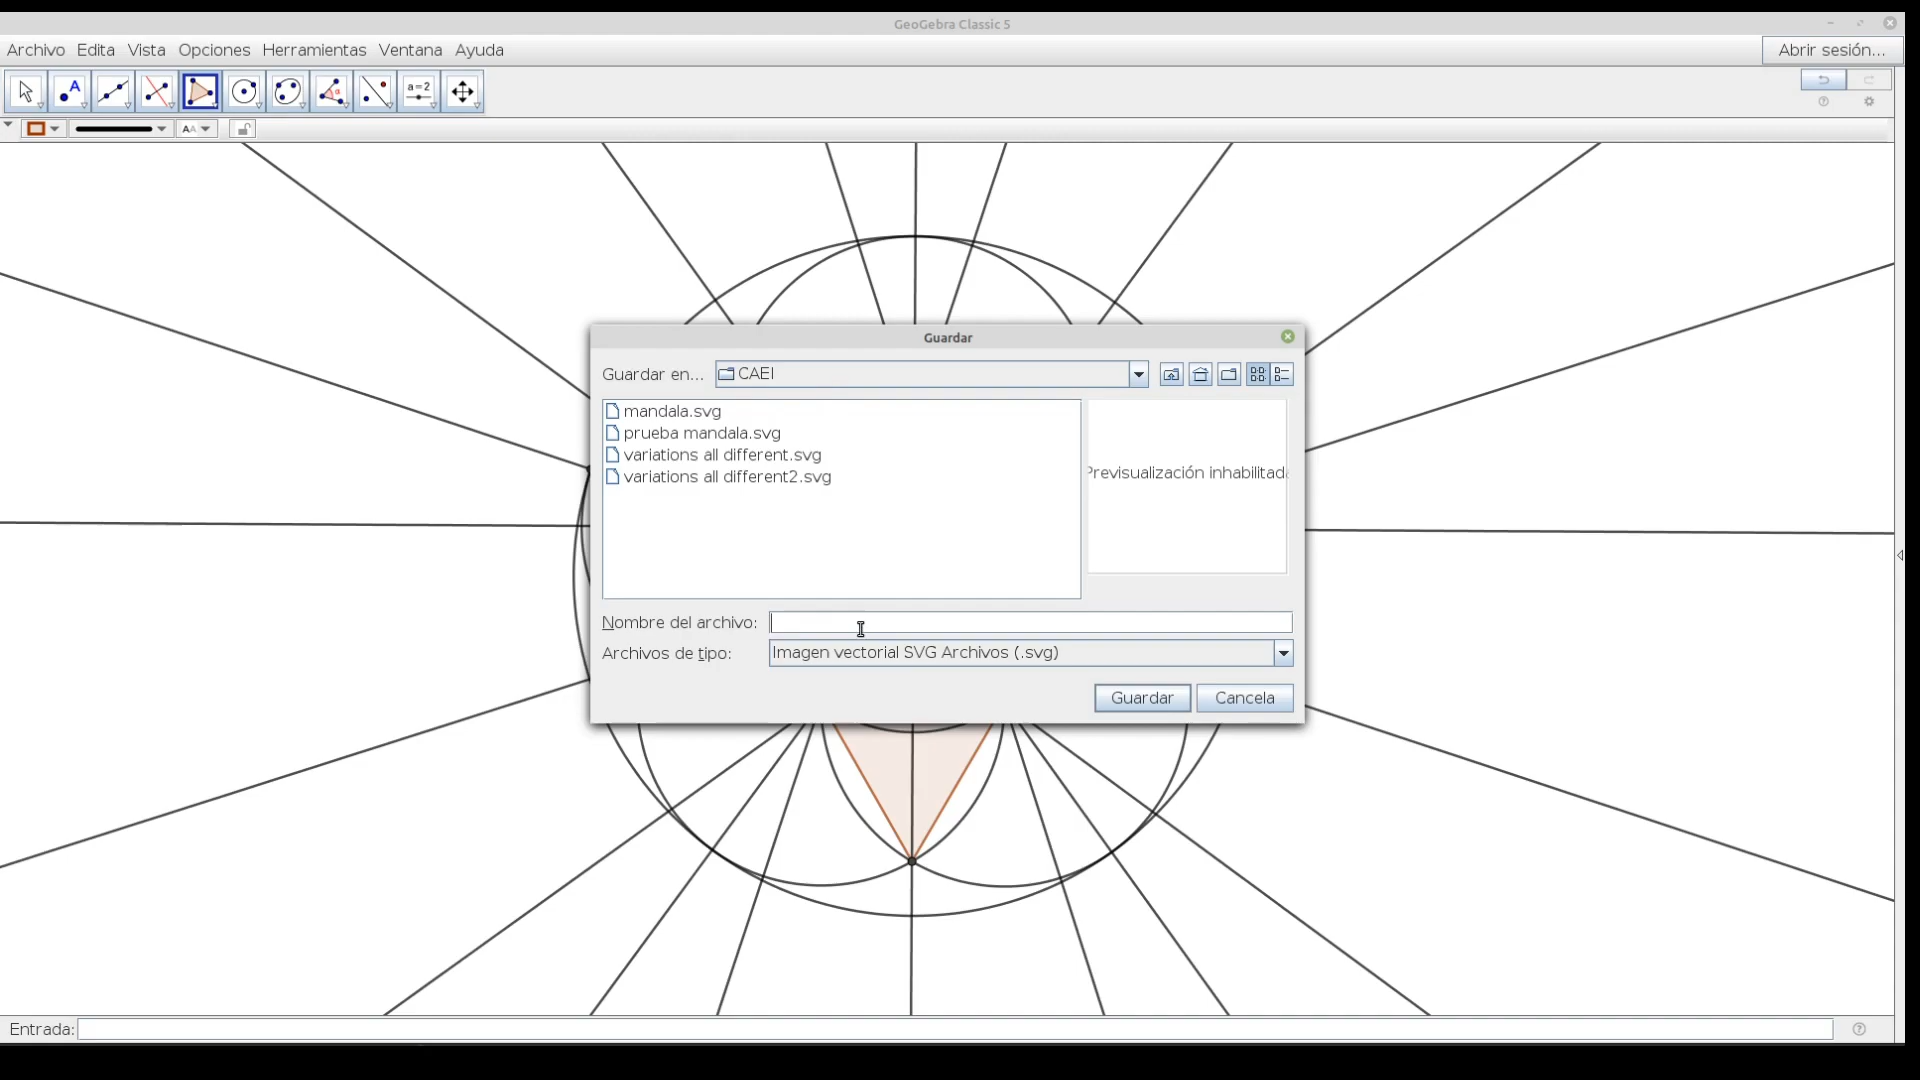 GeoGebra Classic 5
Archivo Edita Vista Opciones Herramientas Ventana Ayuda
Abrir sesión...
A
α
a=2
AA
Guardar
Guardar en... CAEI
mandala.svg
prueba mandala.svg
variations all different.svg
variations all different2.svg
Previsualización inhabilitada
Nombre del archivo:
Archivos de tipo: Imagen vectorial SVG Archivos (.svg)
Guardar Cancela
Entrada: